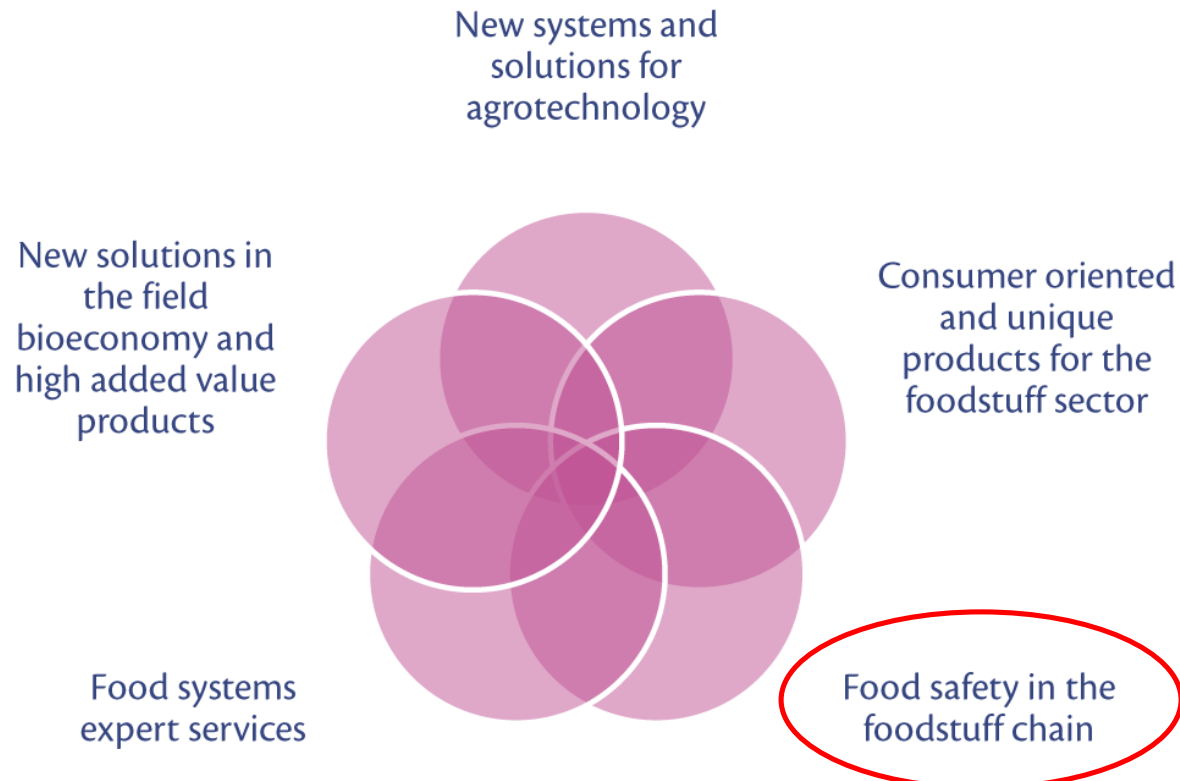 New systems and
solutions for
agrotechnology
New solutions in
the field
bioeconomy and
high added value
products
Consumer oriented
and unique
products for the
foodstuff sector
Food systems
expert services
Food safety in the
foodstuff chain